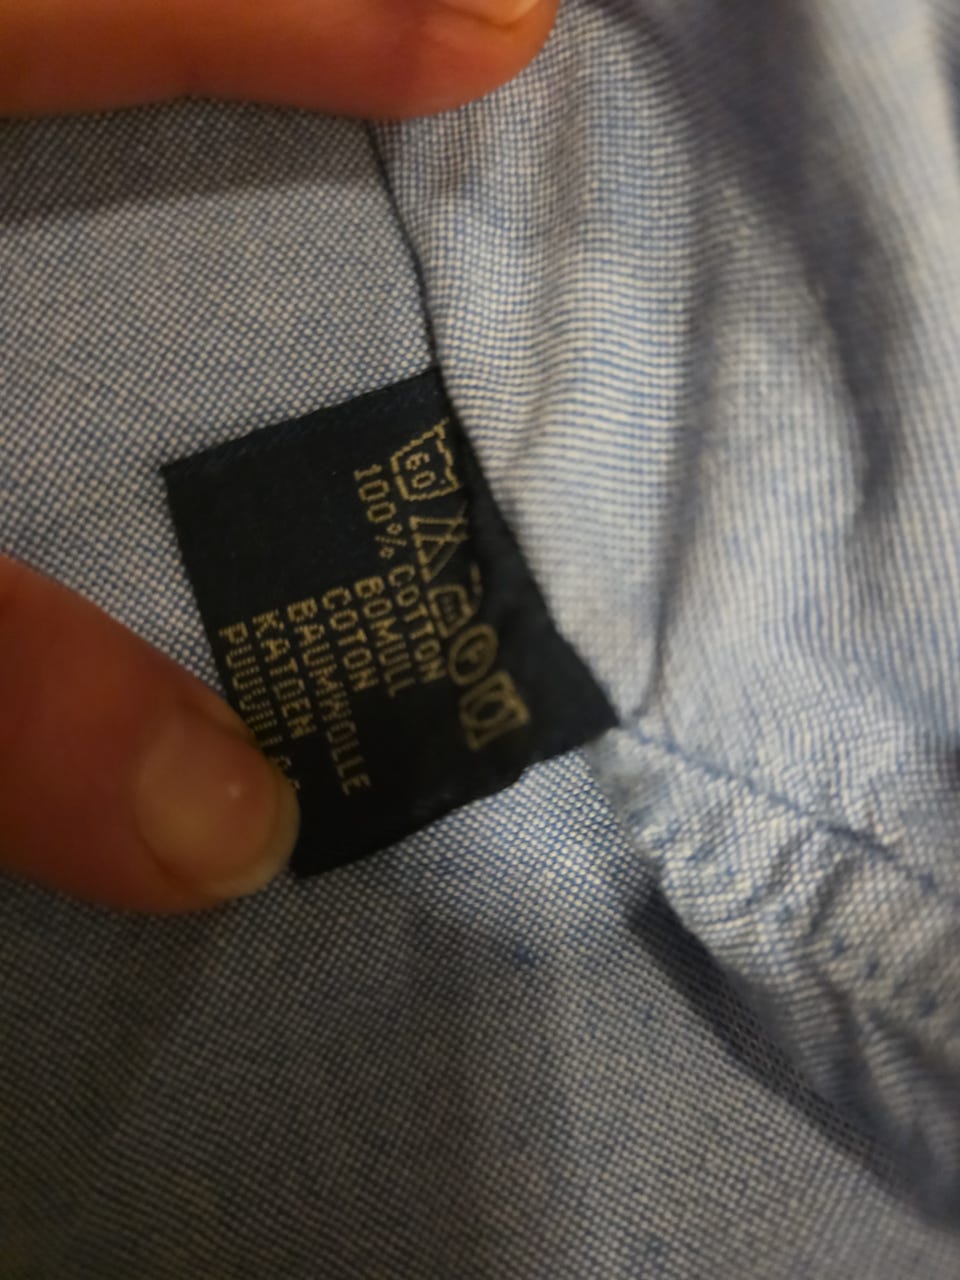 60
100% COTTON
BOMULL
COTON
BAUMWOLLE
KATOEN